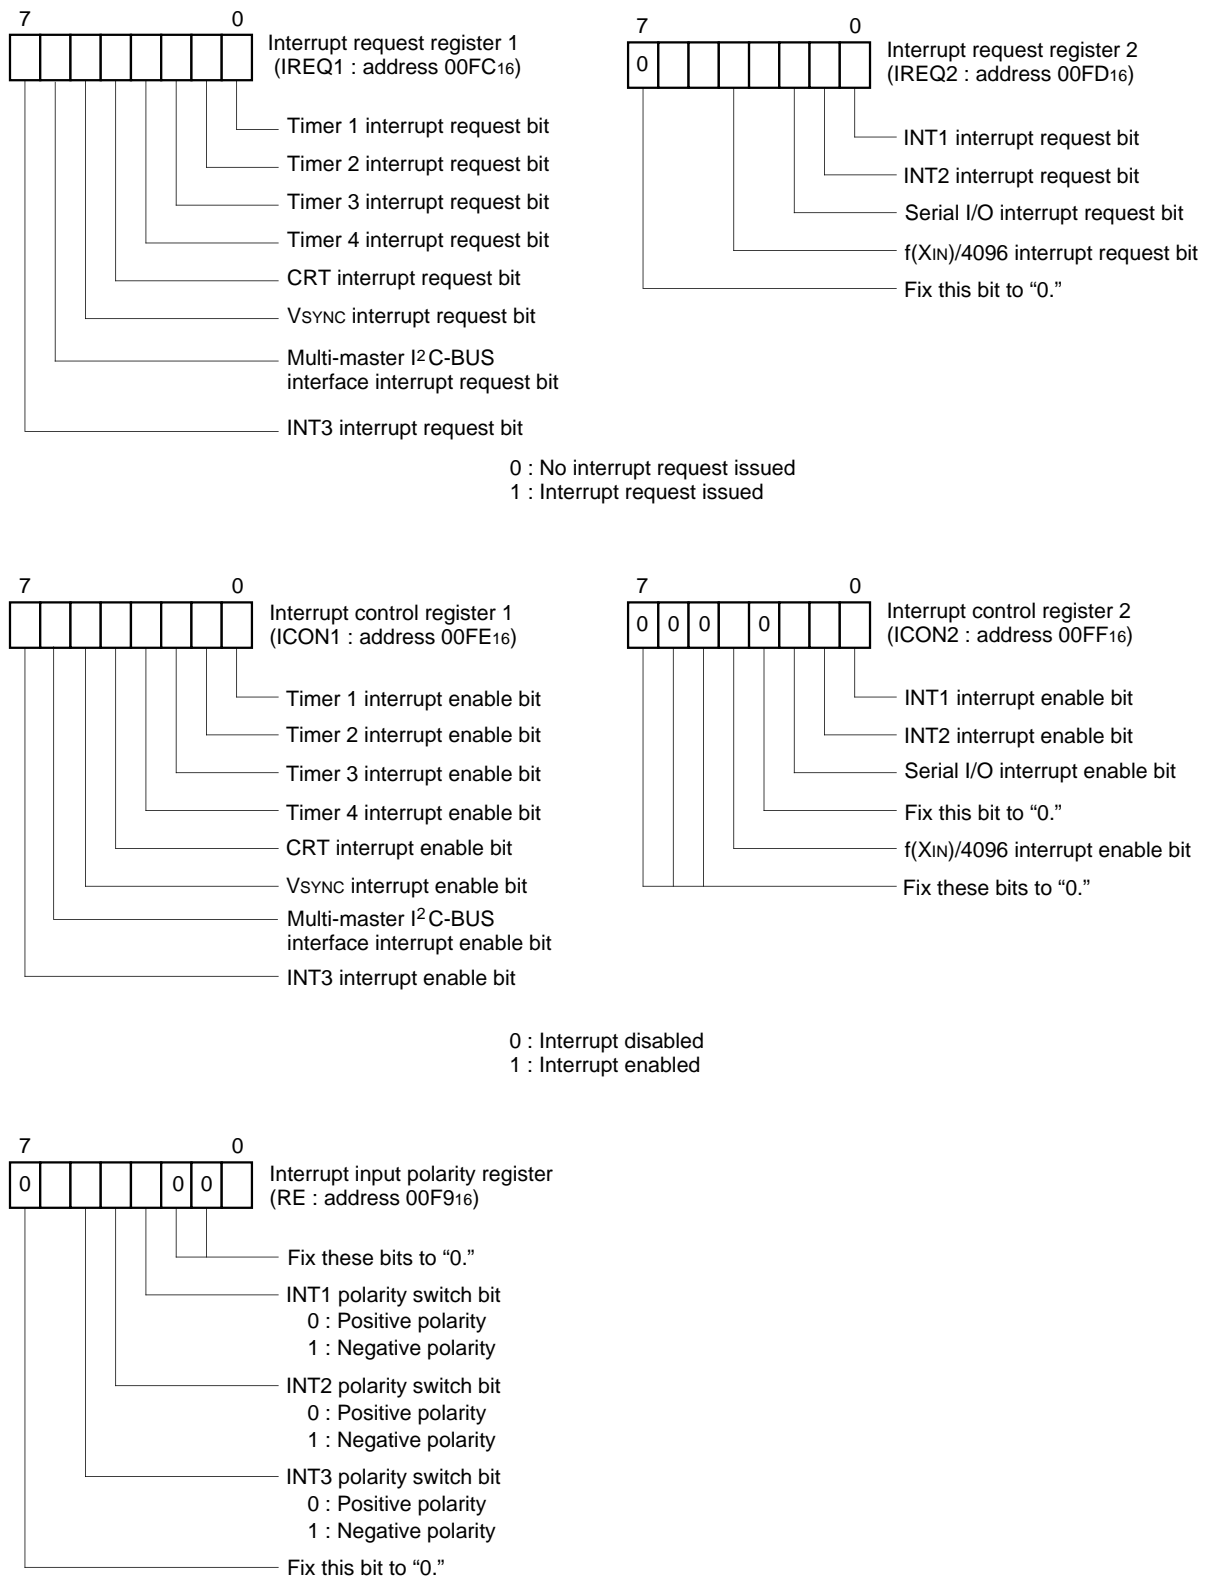 7 0
Interrupt request register 1
(IREQ1 : address 00FC16)
Timer 1 interrupt request bit
Timer 2 interrupt request bit
Timer 3 interrupt request bit
Timer 4 interrupt request bit
CRT interrupt request bit
VSYNC interrupt request bit
Multi-master I2C-BUS
interface interrupt request bit
INT3 interrupt request bit
7 0
0
Interrupt request register 2
(IREQ2 : address 00FD16)
INT1 interrupt request bit
INT2 interrupt request bit
Serial I/O interrupt request bit
f(XIN)/4096 interrupt request bit
Fix this bit to “0.”
0 : No interrupt request issued
1 : Interrupt request issued
7 0
Interrupt control register 1
(ICON1 : address 00FE16)
Timer 1 interrupt enable bit
Timer 2 interrupt enable bit
Timer 3 interrupt enable bit
Timer 4 interrupt enable bit
CRT interrupt enable bit
VSYNC interrupt enable bit
Multi-master I2C-BUS
interface interrupt enable bit
INT3 interrupt enable bit
7 0
0 0 0 0
Interrupt control register 2
(ICON2 : address 00FF16)
INT1 interrupt enable bit
INT2 interrupt enable bit
Serial I/O interrupt enable bit
Fix this bit to “0.”
f(XIN)/4096 interrupt enable bit
Fix these bits to “0.”
0 : Interrupt disabled
1 : Interrupt enabled
7 0
0 0 0
Interrupt input polarity register
(RE : address 00F916)
Fix these bits to “0.”
INT1 polarity switch bit
0 : Positive polarity
1 : Negative polarity
INT2 polarity switch bit
0 : Positive polarity
1 : Negative polarity
INT3 polarity switch bit
0 : Positive polarity
1 : Negative polarity
Fix this bit to “0.”